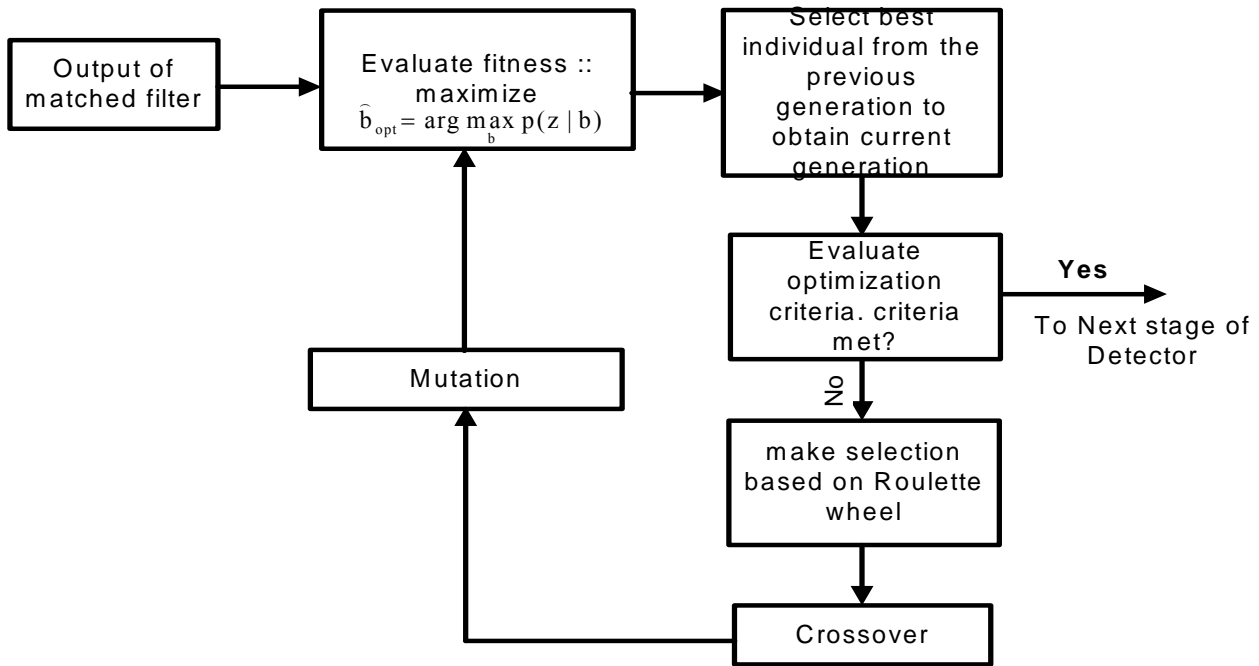 Output of
matched filter
Evaluate fitness ::
maximize
b̂ opt = arg max p(z | b)
b
Select best
individual from the
previous
generation to
obtain current
generation
Evaluate
optimization
criteria. criteria
met?
Yes
To Next stage of
Detector
No
make selection
based on Roulette
wheel
Crossover
Mutation